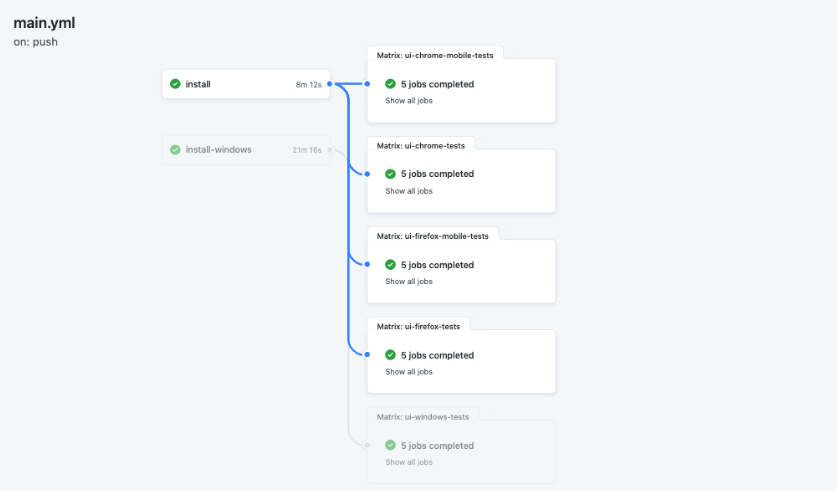 main.yml
on: push
Matrix: ui-chrome-mobile-tests
install 8m 12s
5 jobs completed
Show all jobs
install-windows 21m 16s
Matrix: ui-chrome-tests
5 jobs completed
Show all jobs
Matrix: ui-firefox-mobile-tests
5 jobs completed
Show all jobs
Matrix: ui-firefox-tests
5 jobs completed
Show all jobs
Matrix: ui-windows-tests
5 jobs completed
Show all jobs